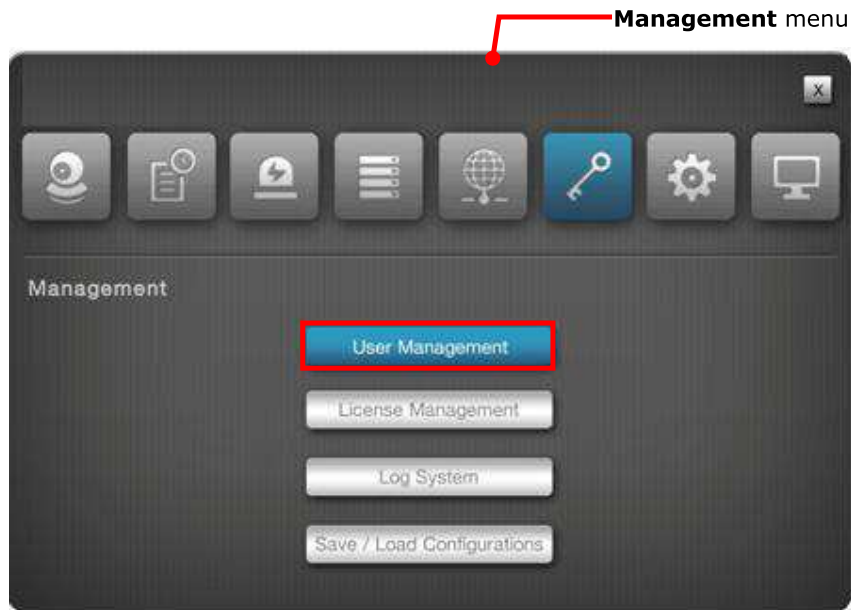 Management menu
X
Management
User Management
License Management
Log System
Save / Load Configurations